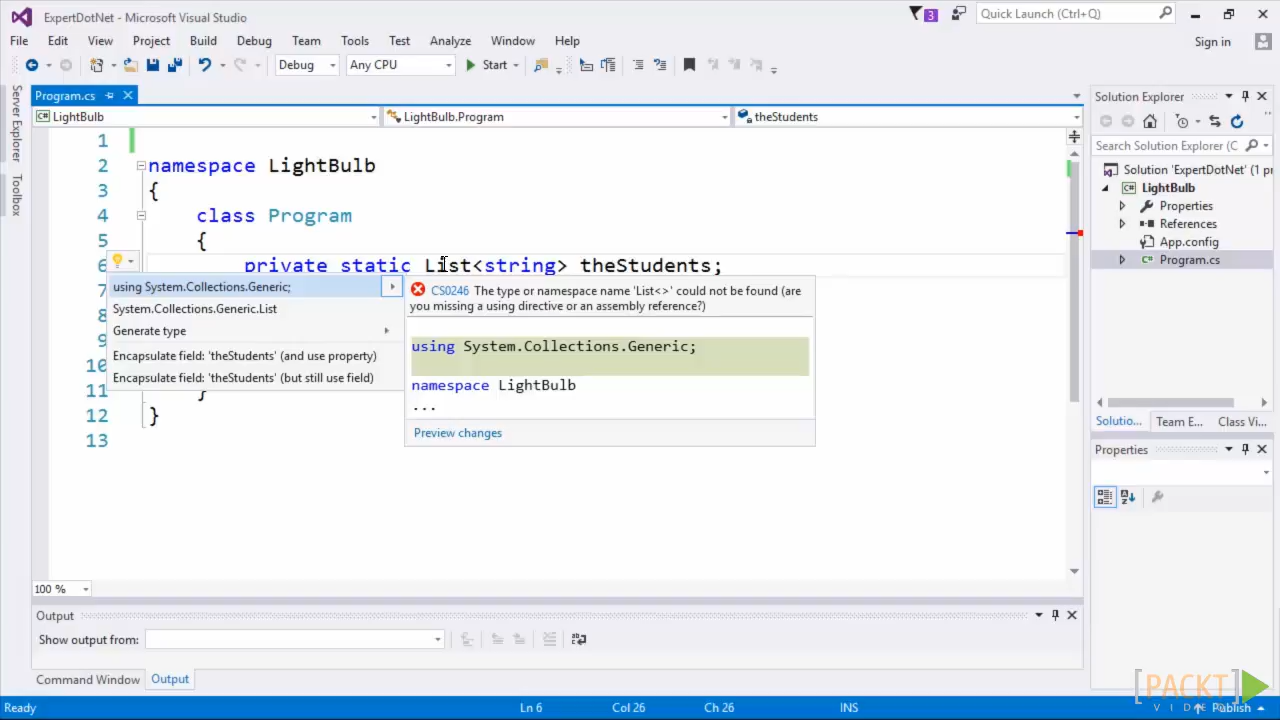 ExpertDotNet - Microsoft Visual Studio
3
Quick Launch (Ctrl+Q)
File Edit View Project Build Debug Team Tools Test Analyze Window Help
Sign in
Debug Any CPU Start
Server Explorer
Toolbox
Program.cs
LightBulb LightBulb.Program theStudents
1
2 namespace LightBulb
3 {
4 class Program
5 {
6 private static List<string> theStudents;
using System.Collections.Generic;
System.Collections.Generic.List
Generate type
Encapsulate field: 'theStudents' (and use property)
Encapsulate field: 'theStudents' (but still use field)
CS0246 The type or namespace name 'List<>' could not be found (are
you missing a using directive or an assembly reference?)
using System.Collections.Generic;
namespace LightBulb
...
Preview changes
11 }
12 }
13
100 %
Output
Show output from:
Command Window Output
Solution Explorer
Search Solution Explorer (C
Solution 'ExpertDotNet' (1 p
LightBulb
Properties
References
App.config
Program.cs
Solutio... Team E... Class Vi...
Properties
Ready Ln 6 Col 26 Ch 26 INS Publish
PACKT
VIDEO